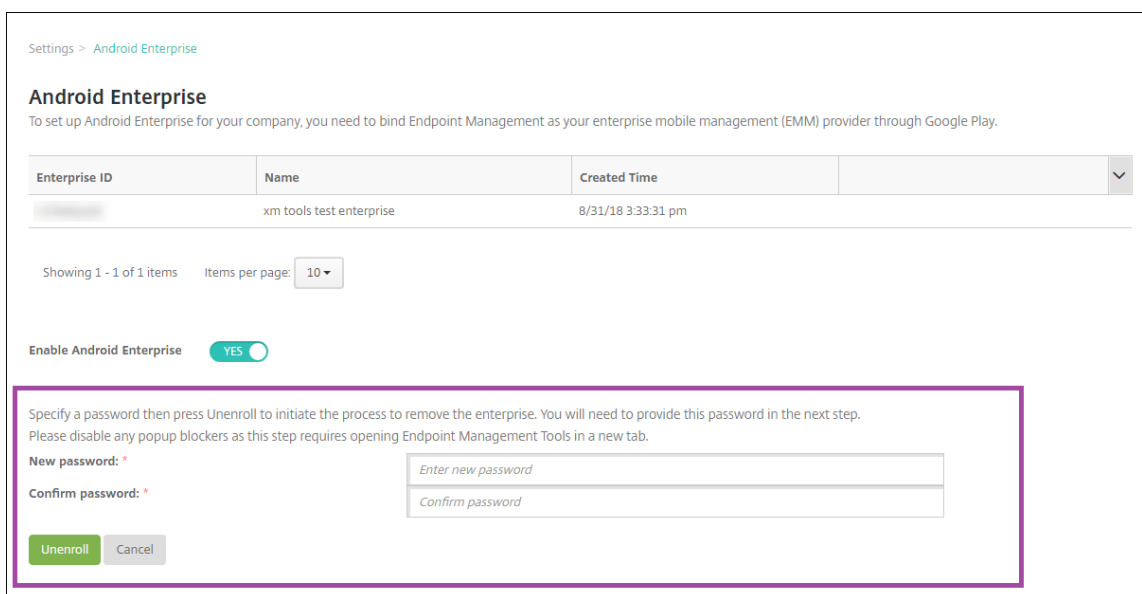 Settings > Android Enterprise
Android Enterprise
To set up Android Enterprise for your company, you need to bind Endpoint Management as your enterprise mobile management (EMM) provider through Google Play.
Enterprise ID Name Created Time
xm tools test enterprise 8/31/18 3:33:31 pm
Showing 1 - 1 of 1 items Items per page: 10
Enable Android Enterprise YES
Specify a password then press Unenroll to initiate the process to remove the enterprise. You will need to provide this password in the next step.
Please disable any popup blockers as this step requires opening Endpoint Management Tools in a new tab.
New password: * Enter new password
Confirm password: * Confirm password
Unenroll Cancel